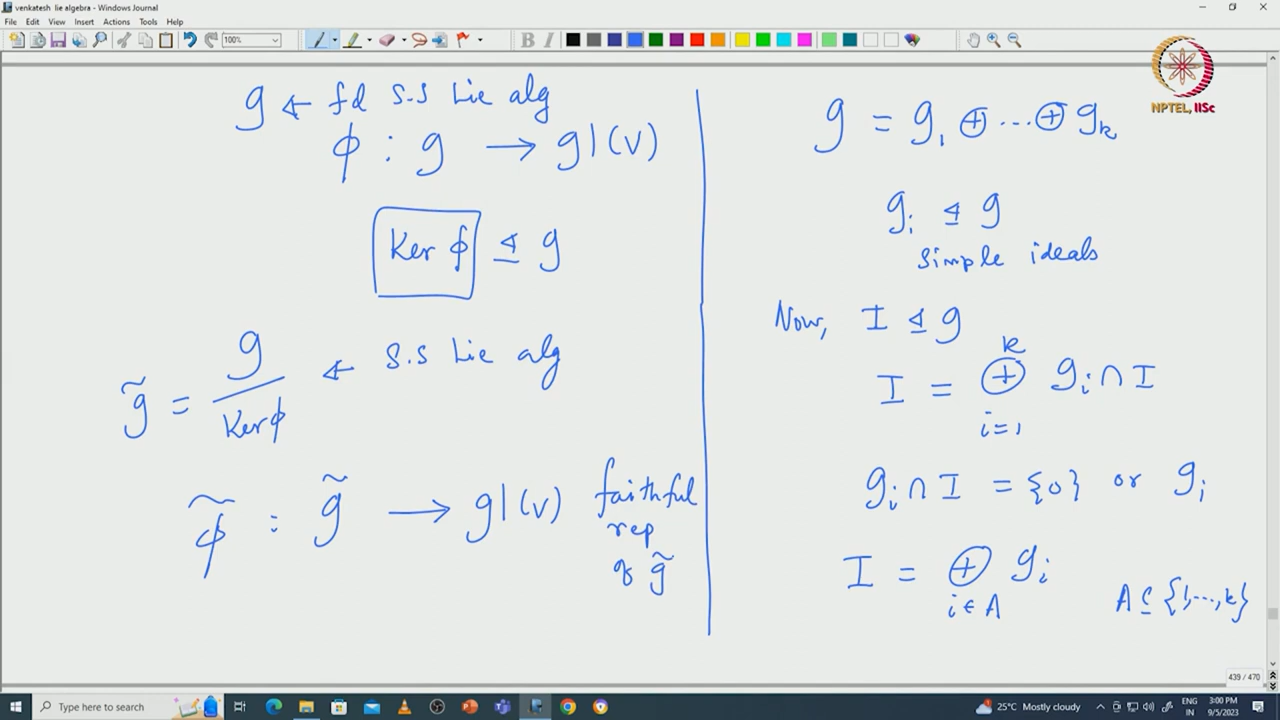 venkatesh lie algebra - Windows Journal
File Edit View Insert Actions Tools Help
100%
B I
NPTEL, IISc
g ← fd S.S Lie alg
ϕ : g → gl(V)
Ker ϕ ⊴ g
g̃ = g / Kerϕ ← S.S Lie alg
ϕ̃ : g̃ → gl(V) faithful
rep
of g̃
g = g₁ ⊕ ... ⊕ gₖ
gᵢ ⊴ g
Simple ideals
Now, I ⊴ g
I = ⊕ᵢ₌₁ᵏ gᵢ ∩ I
gᵢ ∩ I = {0} or gᵢ
I = ⊕_{i ∈ A} gᵢ A ⊆ {1,...,k}
439 / 470
Type here to search
25°C Mostly cloudy
ENG
IN
3:00 PM
9/5/2023